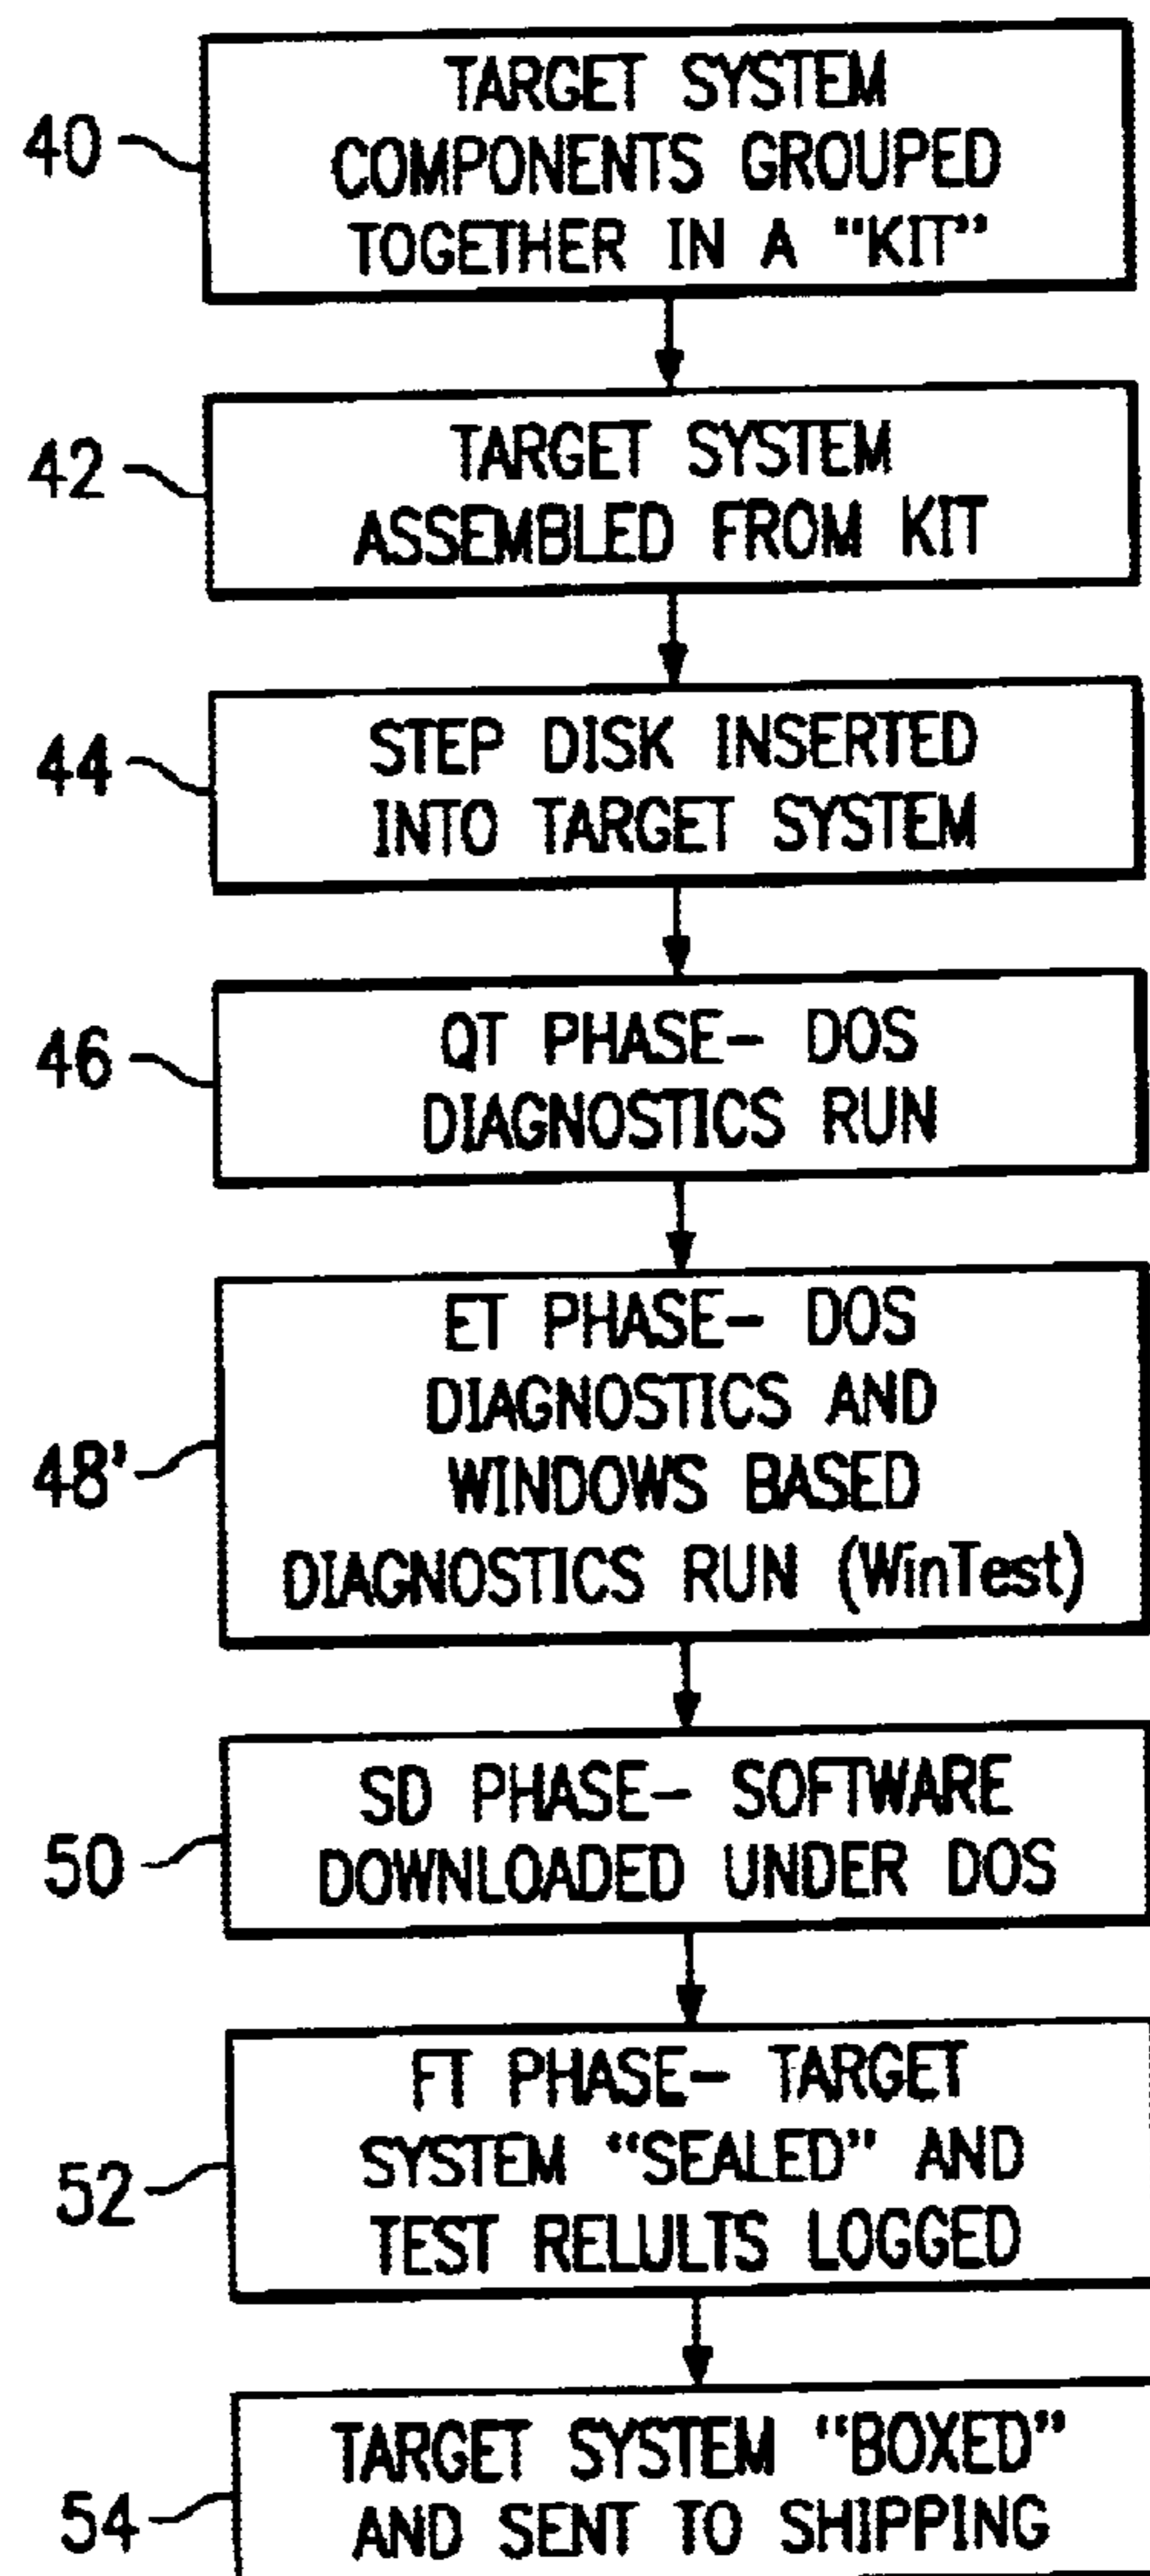 TARGET SYSTEM
40
COMPONENTS GROUPED
TOGETHER IN A "KIT"
TARGET SYSTEM
42
ASSEMBLED FROM KIT
STEP DISK INSERTED
44
INTO TARGET SYSTEM
QT PHASE- DOS
46
DIAGNOSTICS RUN
ET PHASE- DOS
DIAGNOSTICS AND
48'
WINDOWS BASED
DIAGNOSTICS RUN (WinTest)
SD PHASE- SOFTWARE
50
DOWNLOADED UNDER DOS
FT PHASE- TARGET
SYSTEM "SEALED" AND
52
TEST RELULTS LOGGED
TARGET SYSTEM "BOXED"
54
AND SENT TO SHIPPING